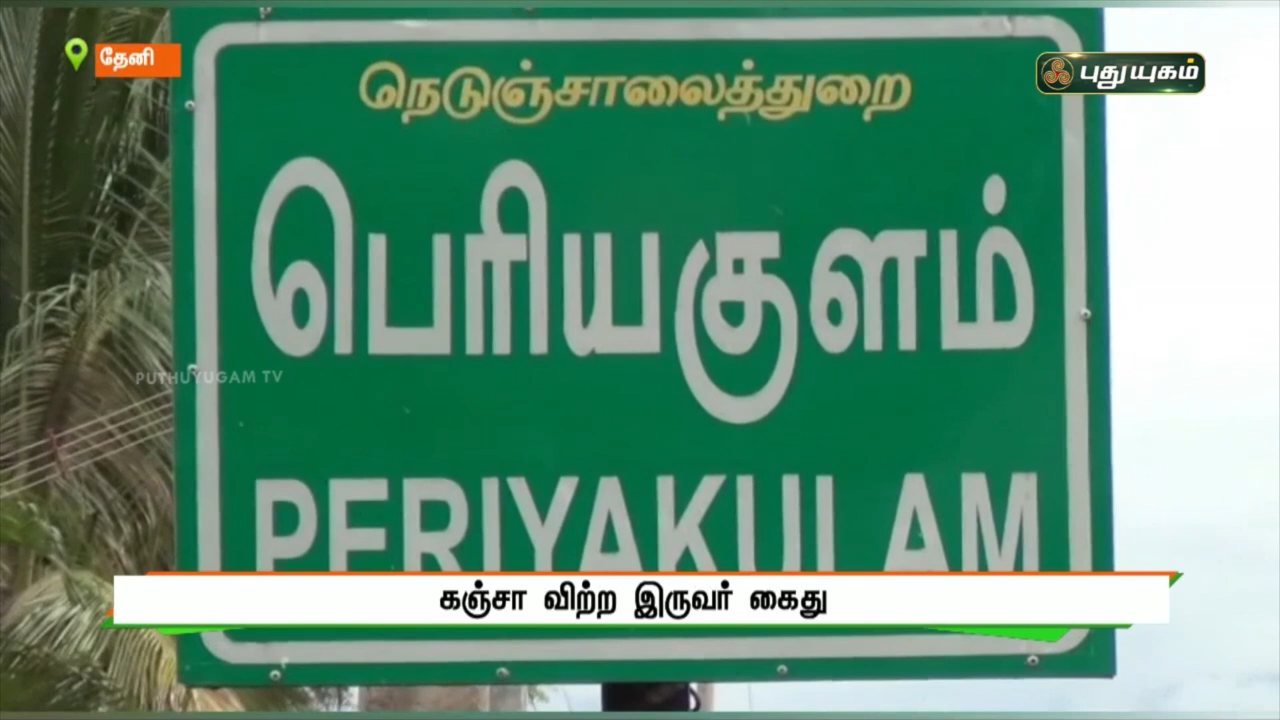 தேனி
புதுயுகம்
நெடுஞ்சாலைத்துறை
பெரியகுளம்
PUTHUYUGAM TV
PERIYAKULAM
கஞ்சா விற்ற இருவர் கைது